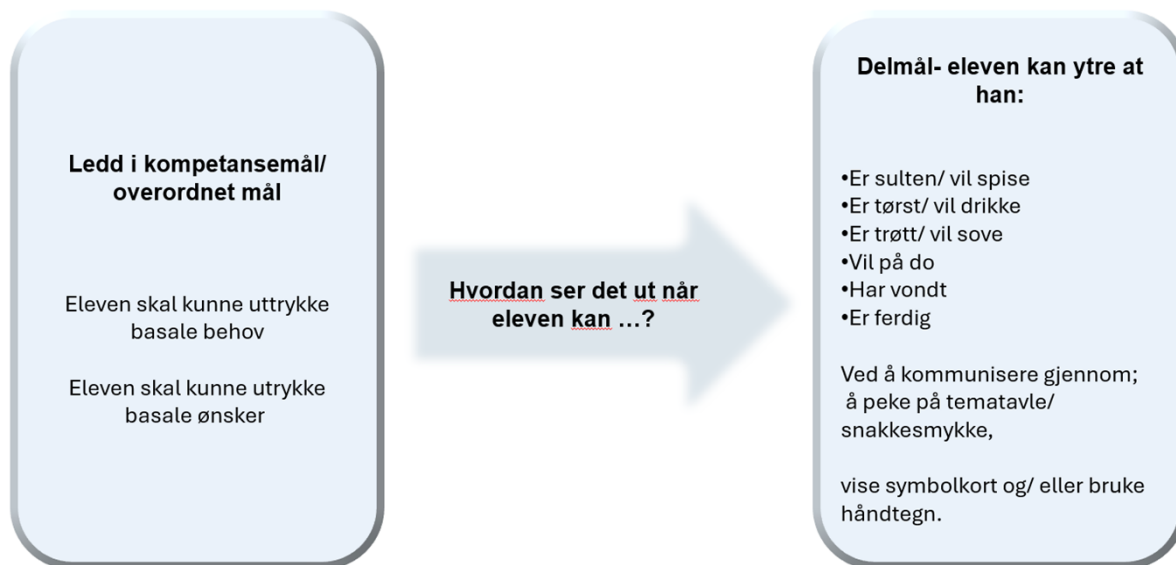 Ledd i kompetansemål/
overordnet mål
Eleven skal kunne uttrykke
basale behov
Eleven skal kunne utrykke
basale ønsker
Hvordan ser det ut når
eleven kan …?
Delmål- eleven kan ytre at
han:
•Er sulten/ vil spise
•Er tørst/ vil drikke
•Er trøtt/ vil sove
•Vil på do
•Har vondt
•Er ferdig
Ved å kommunisere gjennom;
å peke på tematavle/
snakkesmykke,
vise symbolkort og/ eller bruke
håndtegn.